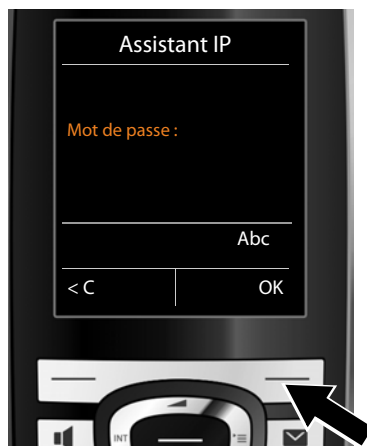 Assistant IP
Mot de passe :
Abc
< C OK
INT